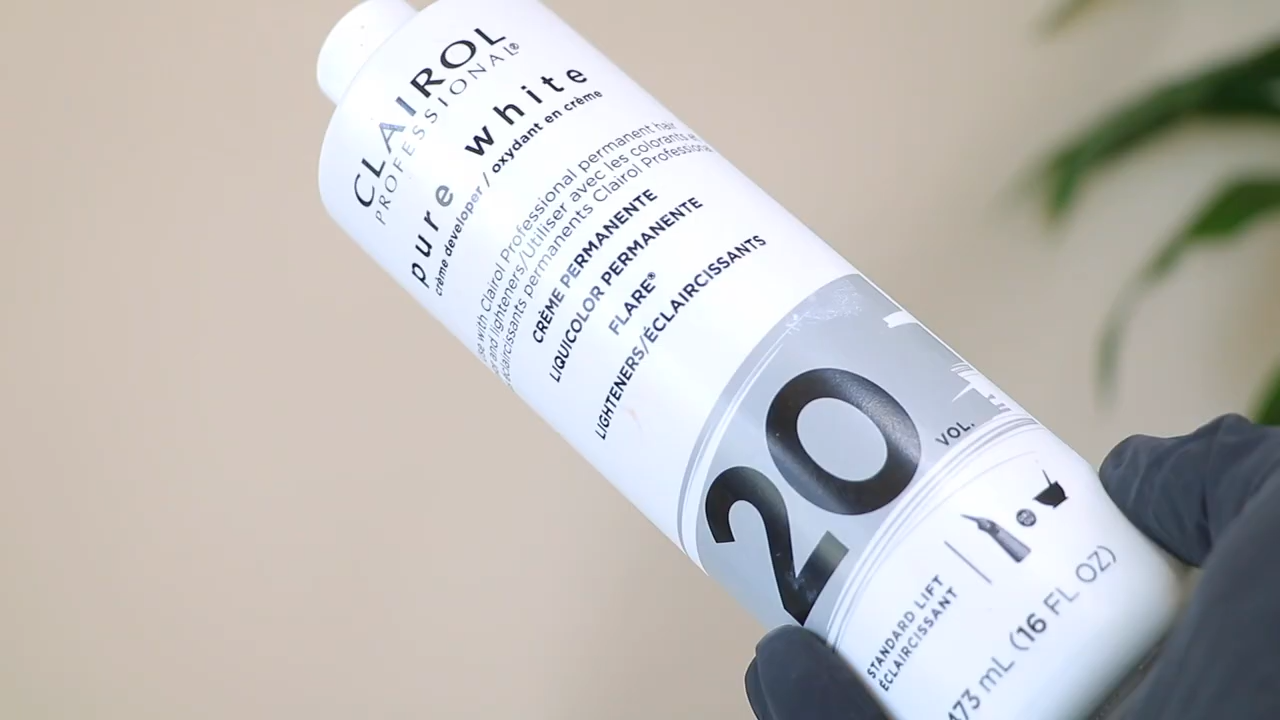 CLAIROL
PROFESSIONAL®
pure white
crème developer / oxydant en crème
with Clairol Professional permanent hair
and lighteners/Utiliser avec les colorants
permanents Clairol Professional
CRÈME PERMANENTE
LIQUICOLOR PERMANENTE
FLARE®
LIGHTENERS/ÉCLAIRCISSANTS
20 VOL.
STANDARD LIFT
ÉCLAIRCISSANT
473 mL (16 FL OZ)